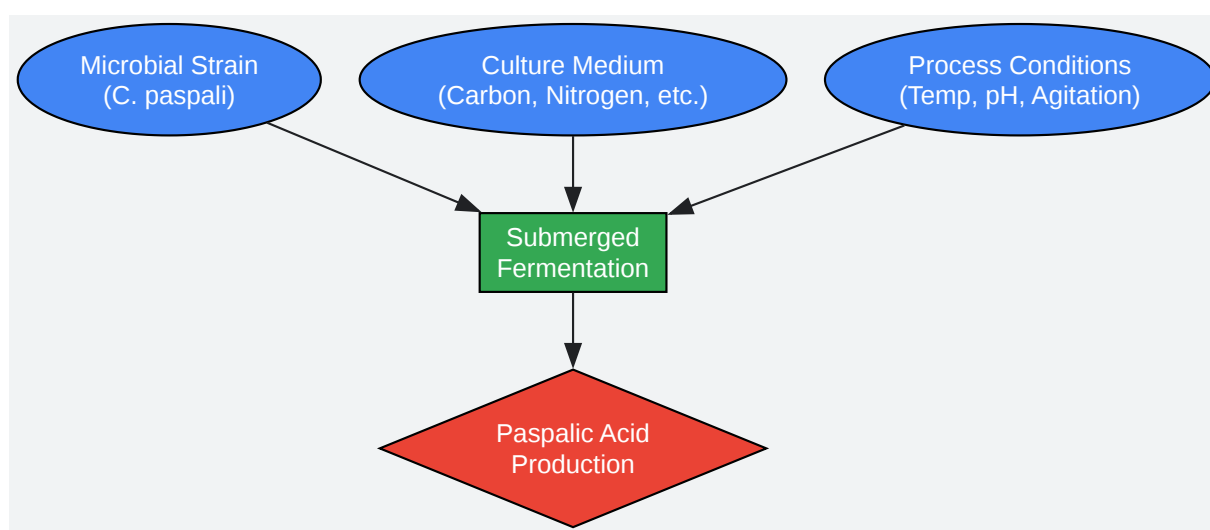 Microbial Strain
(C. paspali)
Culture Medium
(Carbon, Nitrogen, etc.)
Process Conditions
(Temp, pH, Agitation)
Submerged
Fermentation
Paspalic Acid
Production